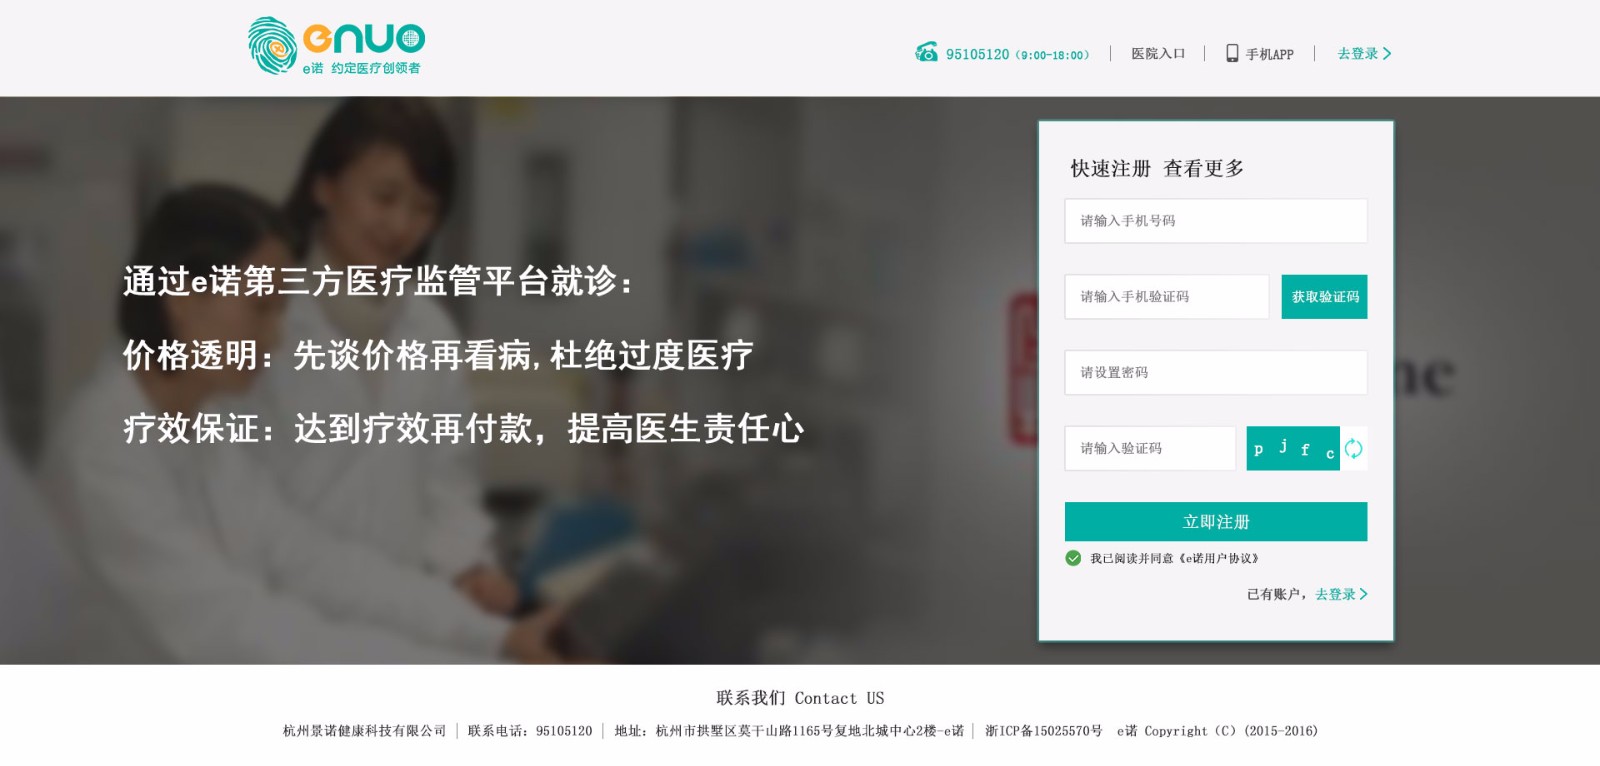 enuo
e诺 约定医疗创领者
95105120（9:00-18:00）
医院入口
手机APP
去登录
通过e诺第三方医疗监管平台就诊：
价格透明：先谈价格再看病,杜绝过度医疗
疗效保证：达到疗效再付款，提高医生责任心
快速注册 查看更多
请输入手机号码
请输入手机验证码
获取验证码
请设置密码
请输入验证码
p j f c
立即注册
我已阅读并同意《e诺用户协议》
已有账户，去登录
联系我们 Contact US
杭州景诺健康科技有限公司 │ 联系电话：95105120 │ 地址：杭州市拱墅区莫干山路1165号复地北城中心2楼-e诺 │ 浙ICP备15025570号 e诺 Copyright（C）(2015-2016)